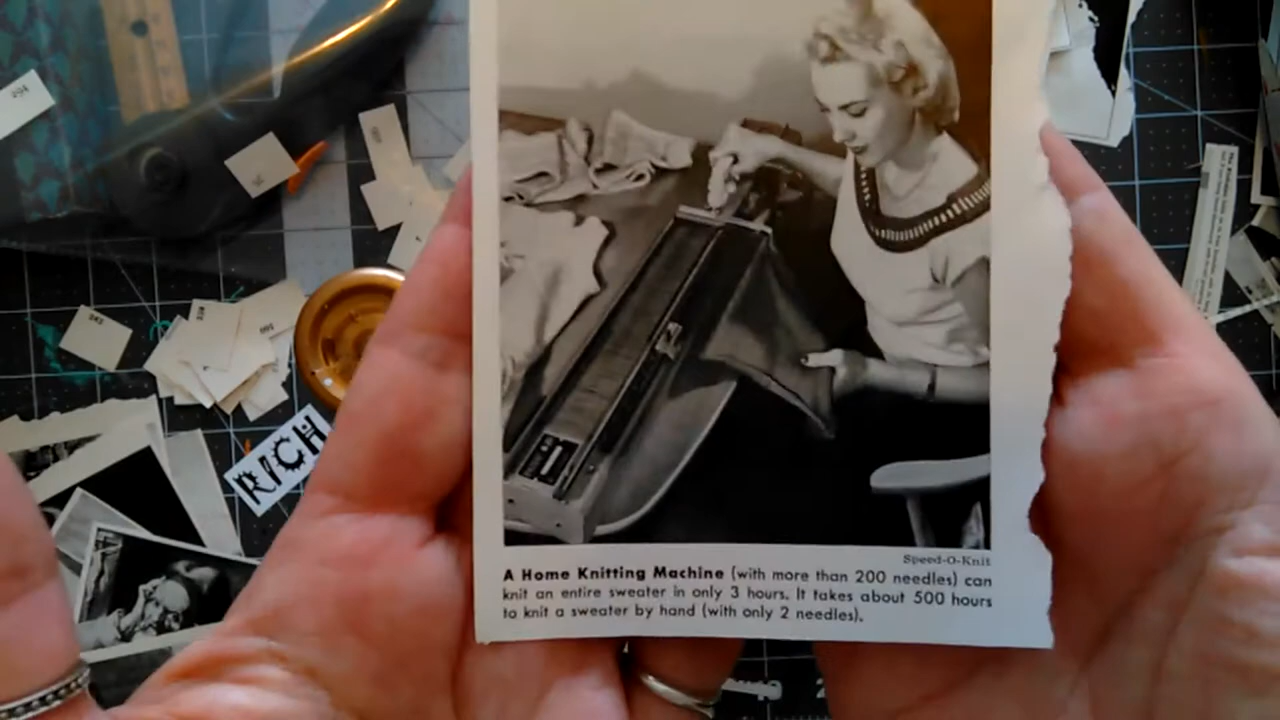 RICH
Speed-O-Knit
A Home Knitting Machine (with more than 200 needles) can
knit an entire sweater in only 3 hours. It takes about 500 hours
to knit a sweater by hand (with only 2 needles).